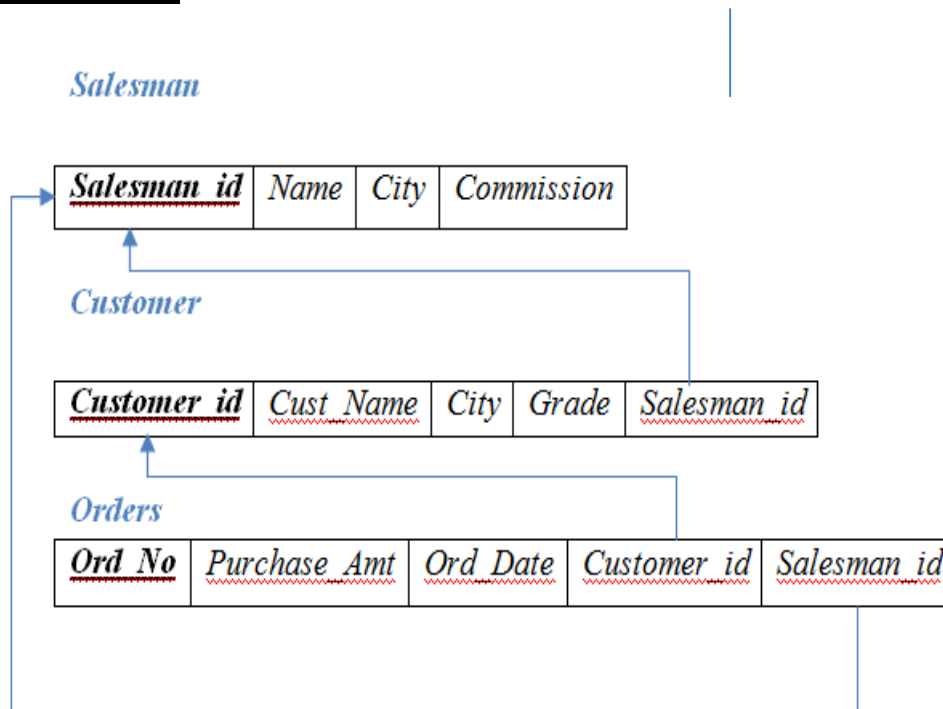 Salesman
Salesman_id Name City Commission
Customer
Customer_id Cust_Name City Grade Salesman_id
Orders
Ord_No Purchase_Amt Ord_Date Customer_id Salesman_id